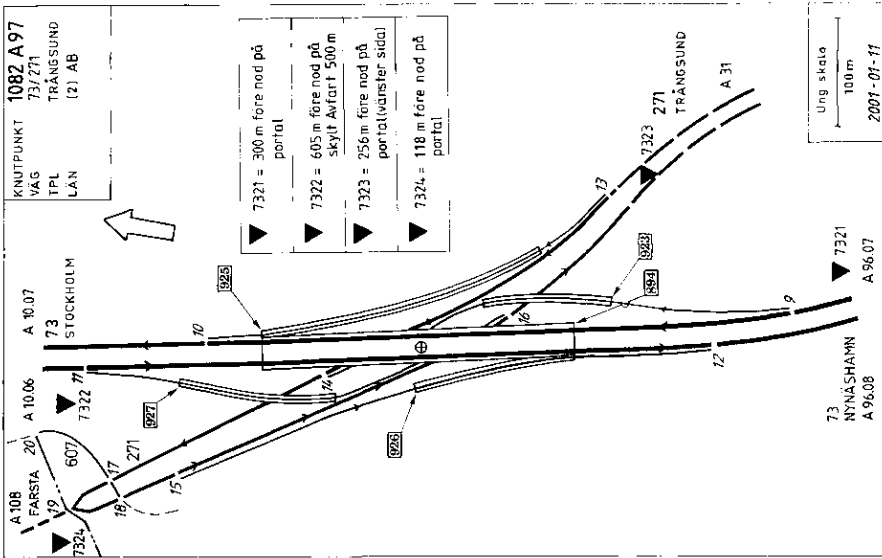 KNUTPUNKT 1082 A 97
VÄG 73/271
TPL TRÅNGSUND
LÄN (2) AB
7321 = 300 m före nod på
portal
7322 = 605 m före nod på
skylt Avfart 500 m
7323 = 256 m före nod på
portal(vänster sida)
7324 = 118 m före nod på
portal
A 10.06
A 10.07
73
STOCKHOLM
11
10
7322
925
927
14
16
926
923
894
13
7323
271
TRÅNGSUND
A 31
A 108
FARSTA
20
19
607
17
271
18
15
7324
9
7321
A 96.07
12
73
NYNÄSHAMN
A 96.08
Ung skala
100 m
2001-01-11